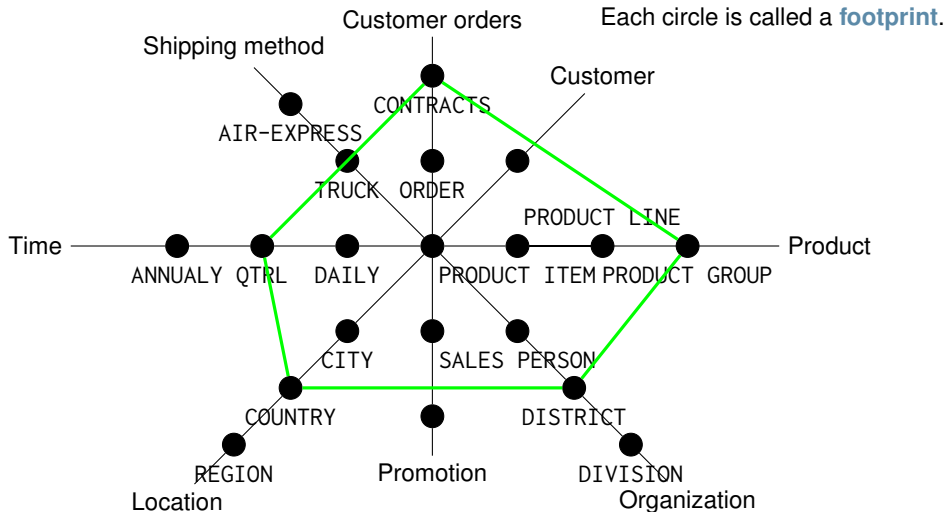 Customer orders
Each circle is called a footprint.
Shipping method
Customer
CONTRACTS
AIR-EXPRESS
TRUCK
ORDER
PRODUCT LINE
Time
Product
ANNUALY
QTRL
DAILY
PRODUCT
ITEM
PRODUCT GROUP
CITY
SALES PERSON
COUNTRY
DISTRICT
REGION
Promotion
DIVISION
Location
Organization